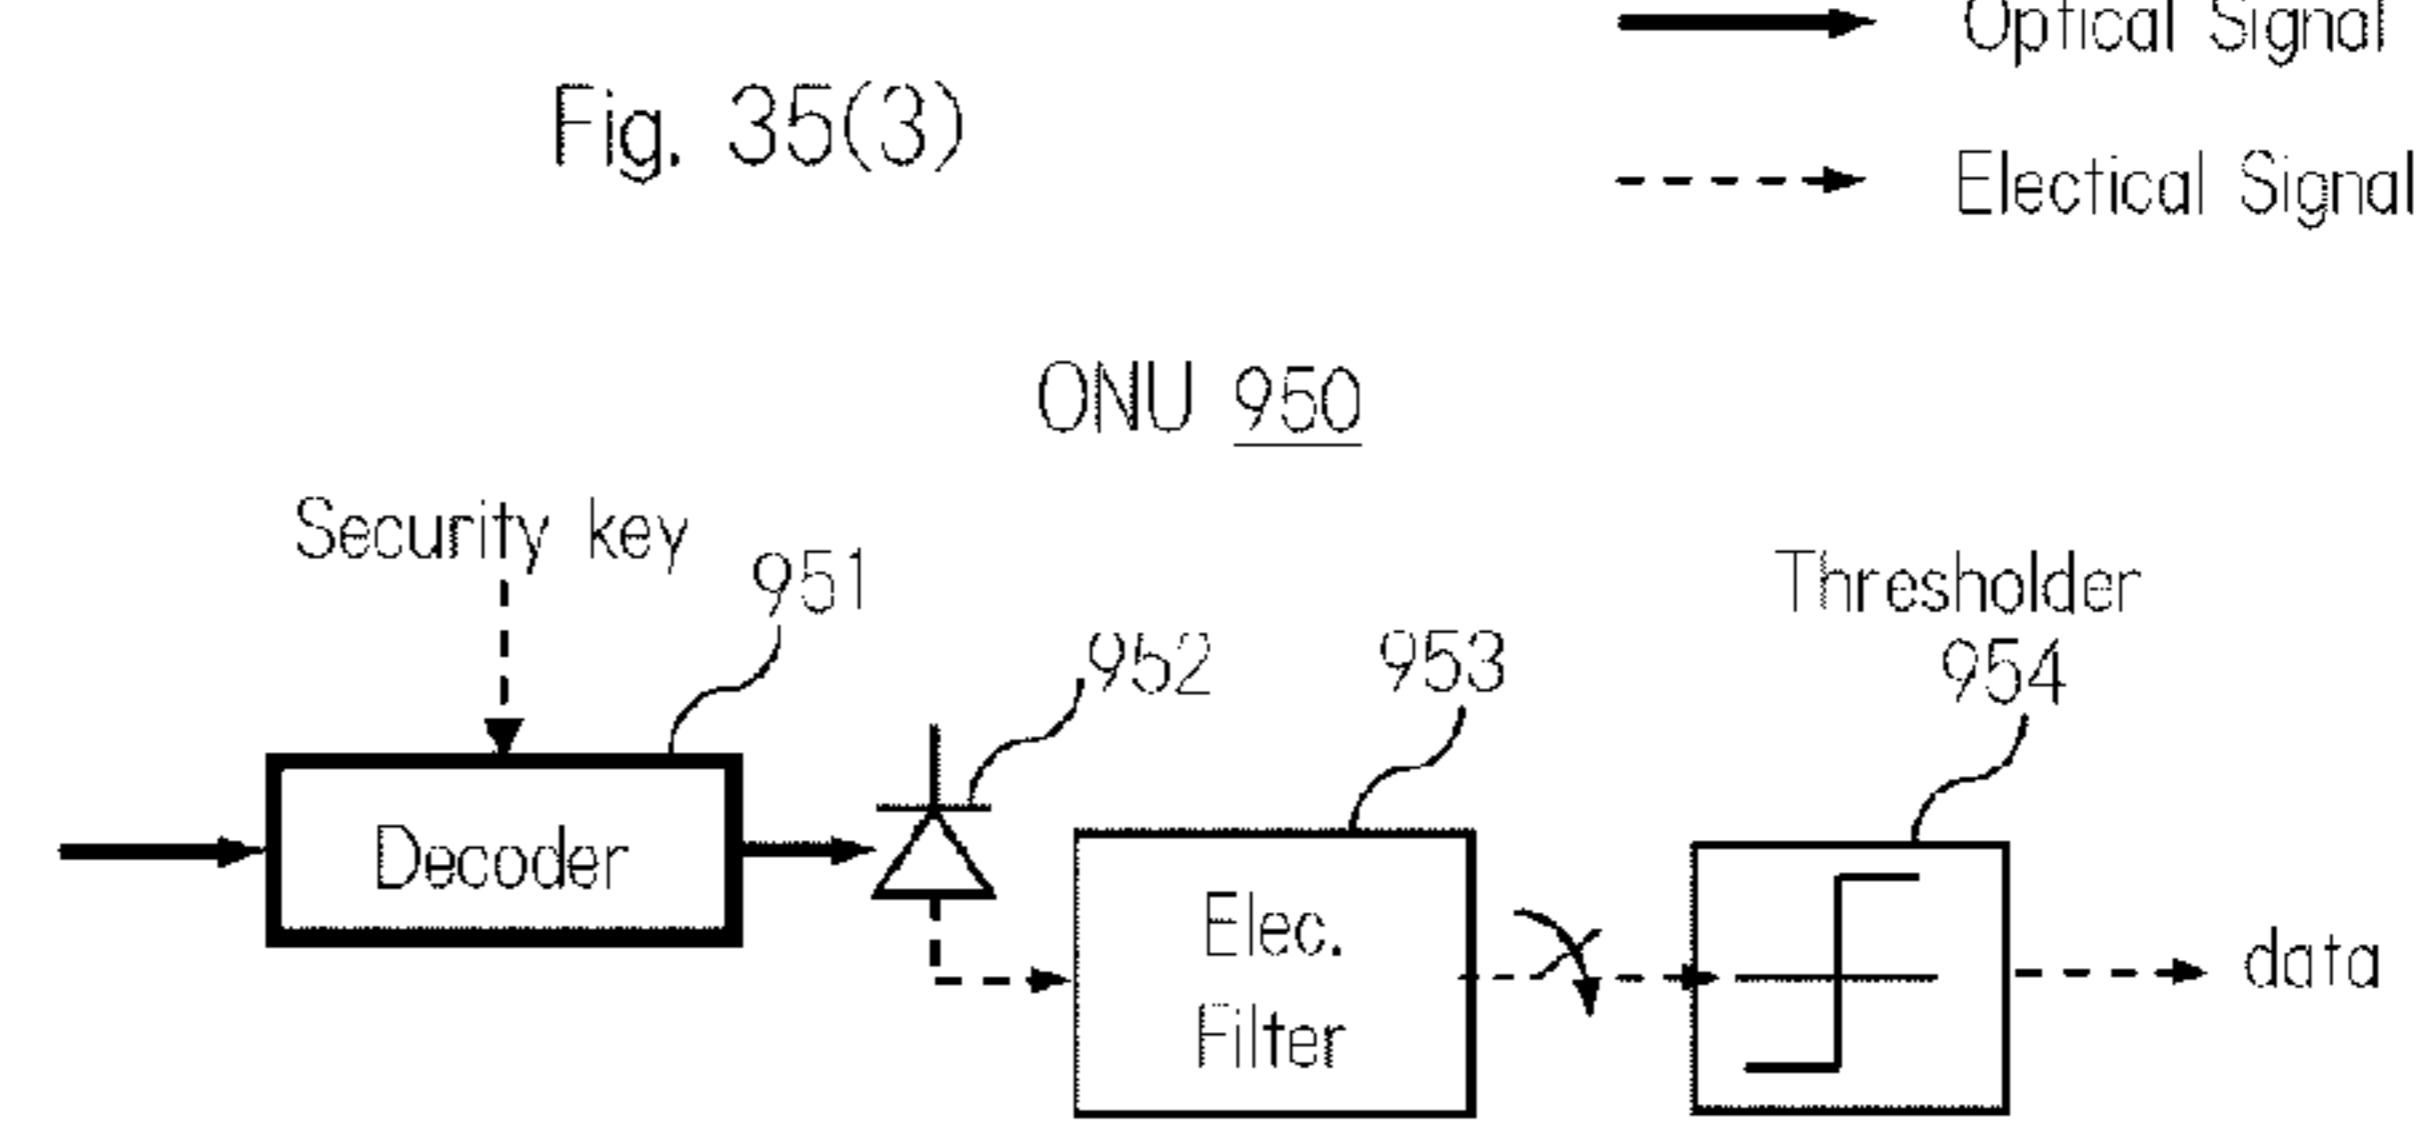 Optical Signal
Fig. 35(3)
Electical Signal
ONU 950
Security key
951
952
953
Thresholder
954
Decoder
Elec.
Filter
data